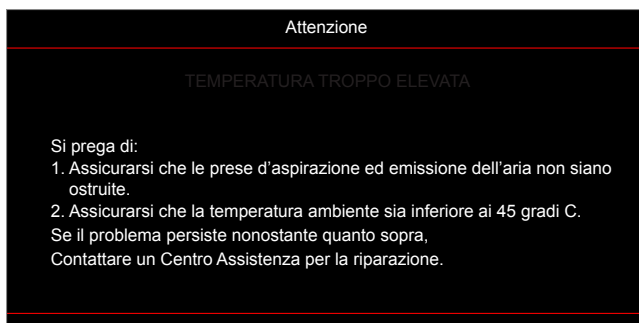 Attenzione
TEMPERATURA TROPPO ELEVATA
Si prega di:
1. Assicurarsi che le prese d’aspirazione ed emissione dell’aria non siano
ostruite.
2. Assicurarsi che la temperatura ambiente sia inferiore ai 45 gradi C.
Se il problema persiste nonostante quanto sopra,
Contattare un Centro Assistenza per la riparazione.